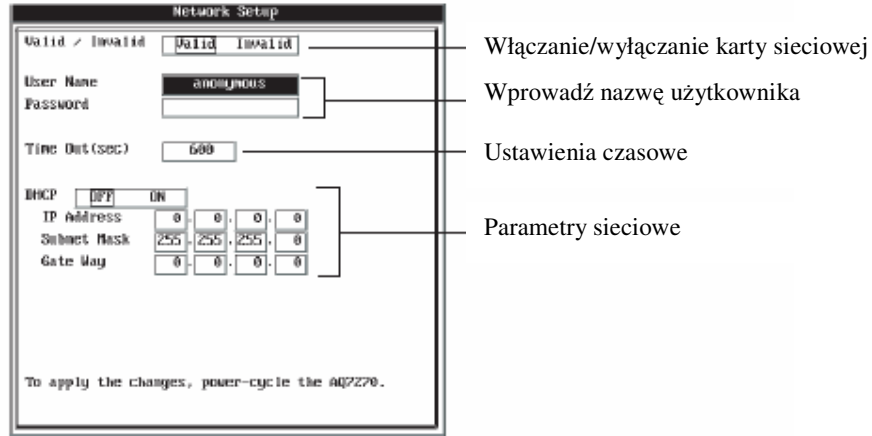 Network Setup
Valid / Invalid Valid Invalid Włączanie/wyłączanie karty sieciowej
User Name anonymous Wprowadź nazwę użytkownika
Password
Time Out(sec) 600 Ustawienia czasowe
DHCP OFF ON
IP Address 0. 0. 0. 0 Parametry sieciowe
Subnet Mask 255. 255. 255. 0
Gate Way 0. 0. 0. 0
To apply the changes, power-cycle the AQ7270.